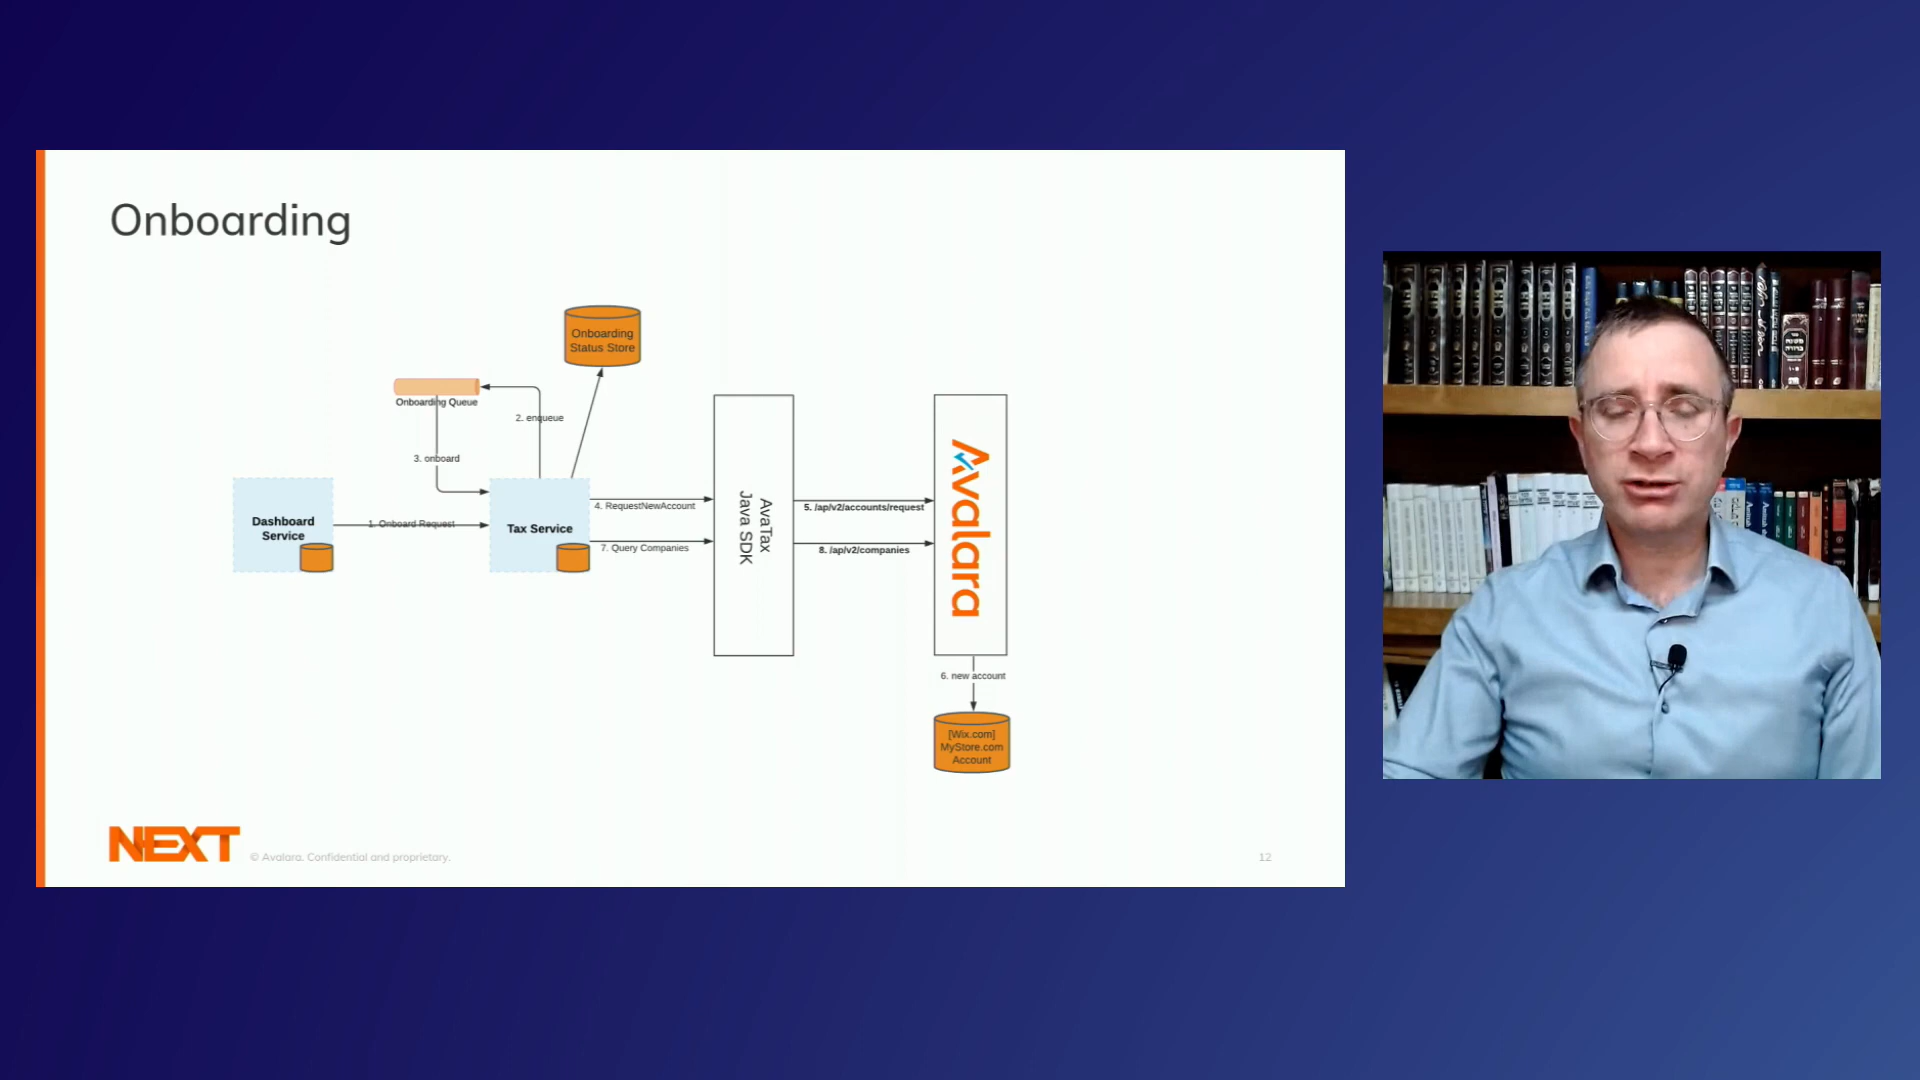 Onboarding
Onboarding
Status Store
Onboarding Queue
2. enqueue
3. onboard
Dashboard
Service
1. Onboard Request
Tax Service
4. RequestNewAccount
7. Query Companies
AvaTax
Java SDK
5. /ap/v2/accounts/request
8. /ap/v2/companies
Avalara
6. new account
[Wix.com]
MyStore.com
Account
NEXT
© Avalara. Confidential and proprietary.
12